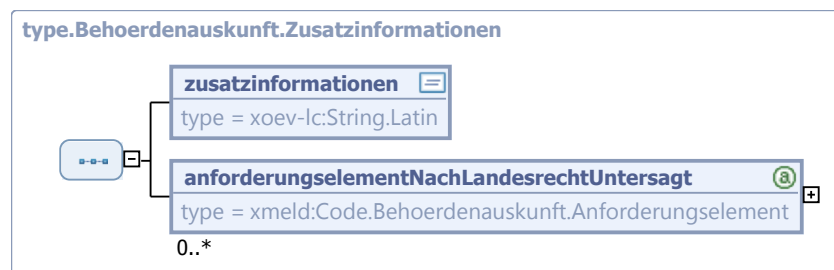 type.Behoerdenauskunft.Zusatzinformationen
zusatzinformationen
type = xoev-lc:String.Latin
anforderungselementNachLandesrechtUntersagt
type = xmeld:Code.Behoerdenauskunft.Anforderungselement
0..*